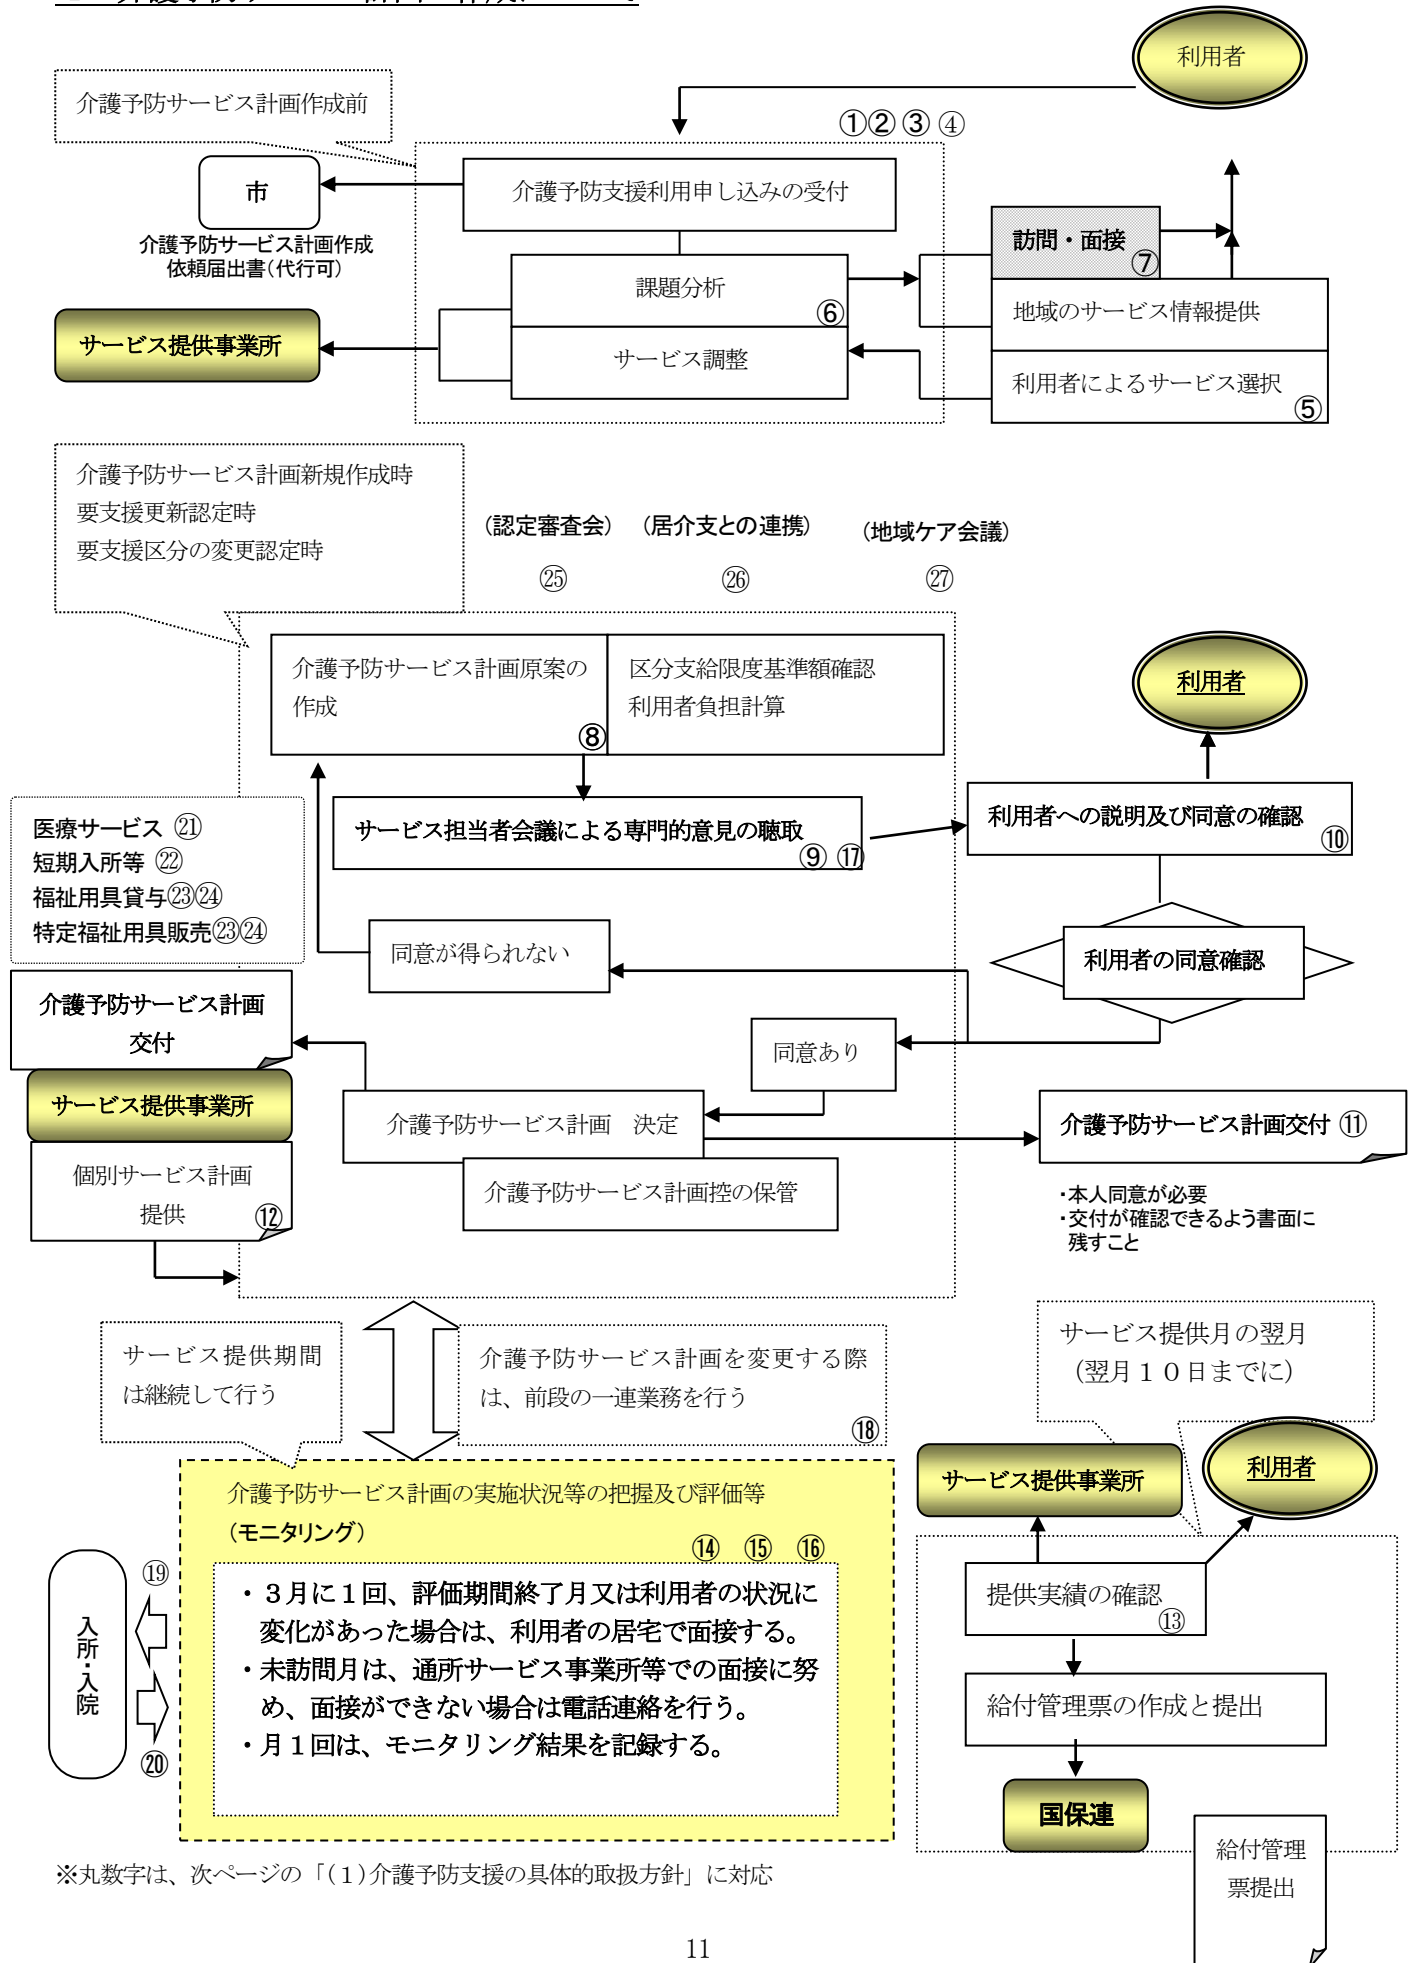 利用者
介護予防サービス計画作成前
①② ③ ④
市
介護予防支援利用申し込みの受付
介護予防サービス計画作成
依頼届出書(代行可)
訪問・面接
⑦
課題分析
⑥
地域のサービス情報提供
サービス提供事業所
サービス調整
利用者によるサービス選択
⑤
介護予防サービス計画新規作成時
要支援更新認定時
要支援区分の変更認定時
(認定審査会)
(居介支との連携)
(地域ケア会議)
㉕
㉖
㉗
介護予防サービス計画原案の
作成
⑧
区分支給限度基準額確認
利用者負担計算
利用者
医療サービス ㉑
短期入所等 ㉒
福祉用具貸与㉓㉔
特定福祉用具販売㉓㉔
サービス担当者会議による専門的意見の聴取
⑨ ⑰
利用者への説明及び同意の確認
⑩
同意が得られない
利用者の同意確認
介護予防サービス計画
交付
同意あり
サービス提供事業所
介護予防サービス計画 決定
介護予防サービス計画交付 ⑪
個別サービス計画
提供
⑫
介護予防サービス計画控の保管
・本人同意が必要
・交付が確認できるよう書面に
残すこと
サービス提供期間
は継続して行う
介護予防サービス計画を変更する際
は、前段の一連業務を行う
⑱
サービス提供月の翌月
(翌月10日までに)
介護予防サービス計画の実施状況等の把握及び評価等
(モニタリング)
⑭ ⑮ ⑯
サービス提供事業所
利用者
入所・入院
⑲
⑳
・3月に1回、評価期間終了月又は利用者の状況に
変化があった場合は、利用者の居宅で面接する。
・未訪問月は、通所サービス事業所等での面接に努
め、面接ができない場合は電話連絡を行う。
・月1回は、モニタリング結果を記録する。
提供実績の確認
⑬
給付管理票の作成と提出
国保連
給付管理
票提出
※丸数字は、次ページの「(1)介護予防支援の具体的取扱方針」に対応
11